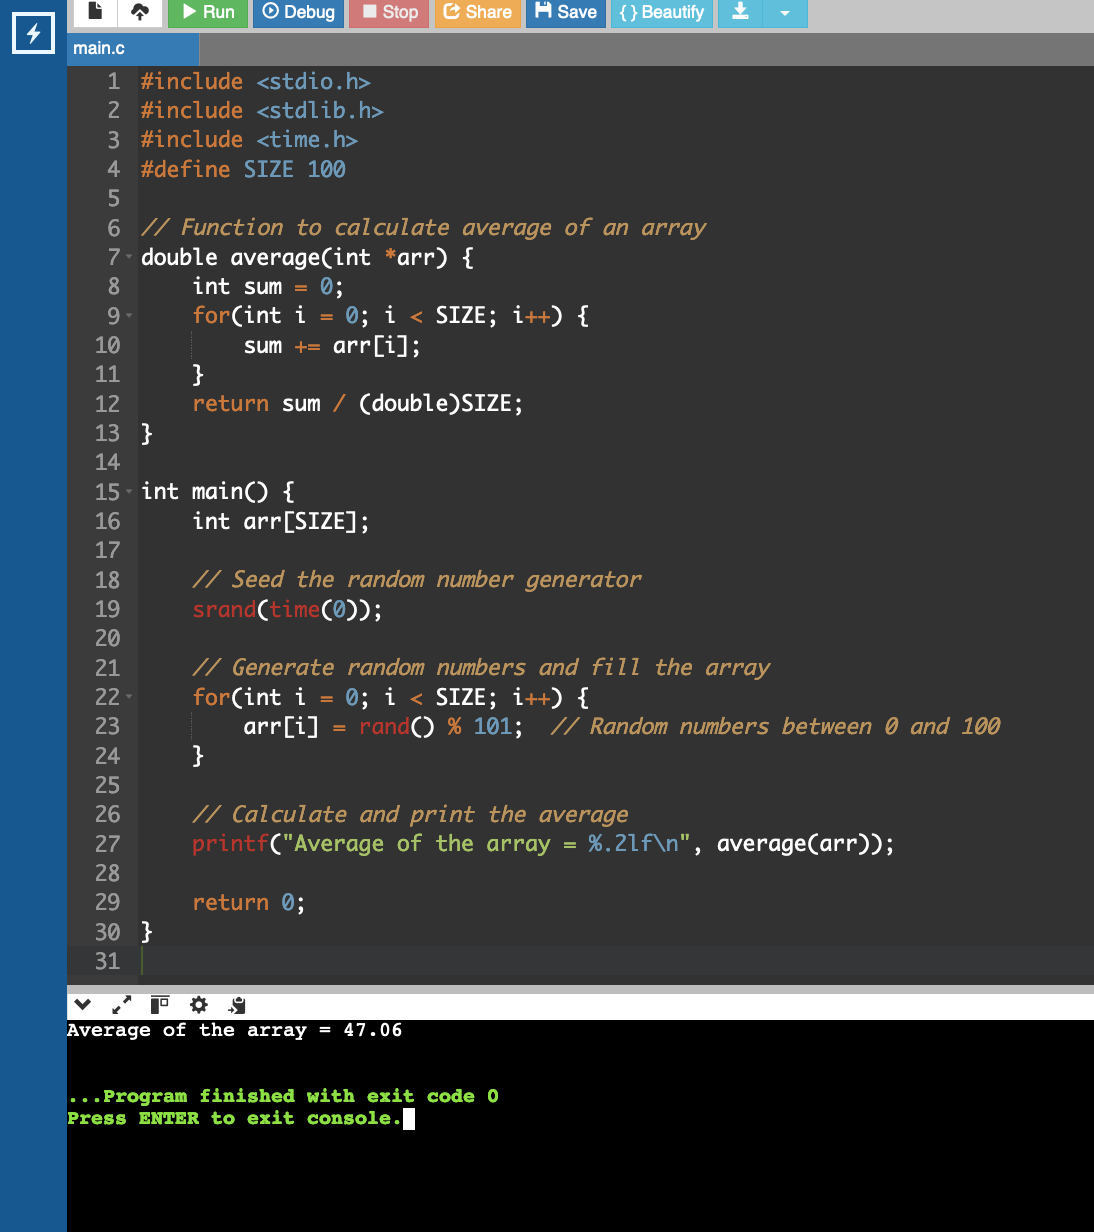 Run Debug Stop Share Save {} Beautify
main.c
1 #include <stdio.h>
2 #include <stdlib.h>
3 #include <time.h>
4 #define SIZE 100
5
6 // Function to calculate average of an array
7 double average(int *arr) {
8     int sum = 0;
9     for(int i = 0; i < SIZE; i++) {
10         sum += arr[i];
11     }
12     return sum / (double)SIZE;
13 }
14
15 int main() {
16     int arr[SIZE];
17
18     // Seed the random number generator
19     srand(time(0));
20
21     // Generate random numbers and fill the array
22     for(int i = 0; i < SIZE; i++) {
23         arr[i] = rand() % 101;  // Random numbers between 0 and 100
24     }
25
26     // Calculate and print the average
27     printf("Average of the array = %.2lf\n", average(arr));
28
29     return 0;
30 }
31
Average of the array = 47.06
...Program finished with exit code 0
Press ENTER to exit console.